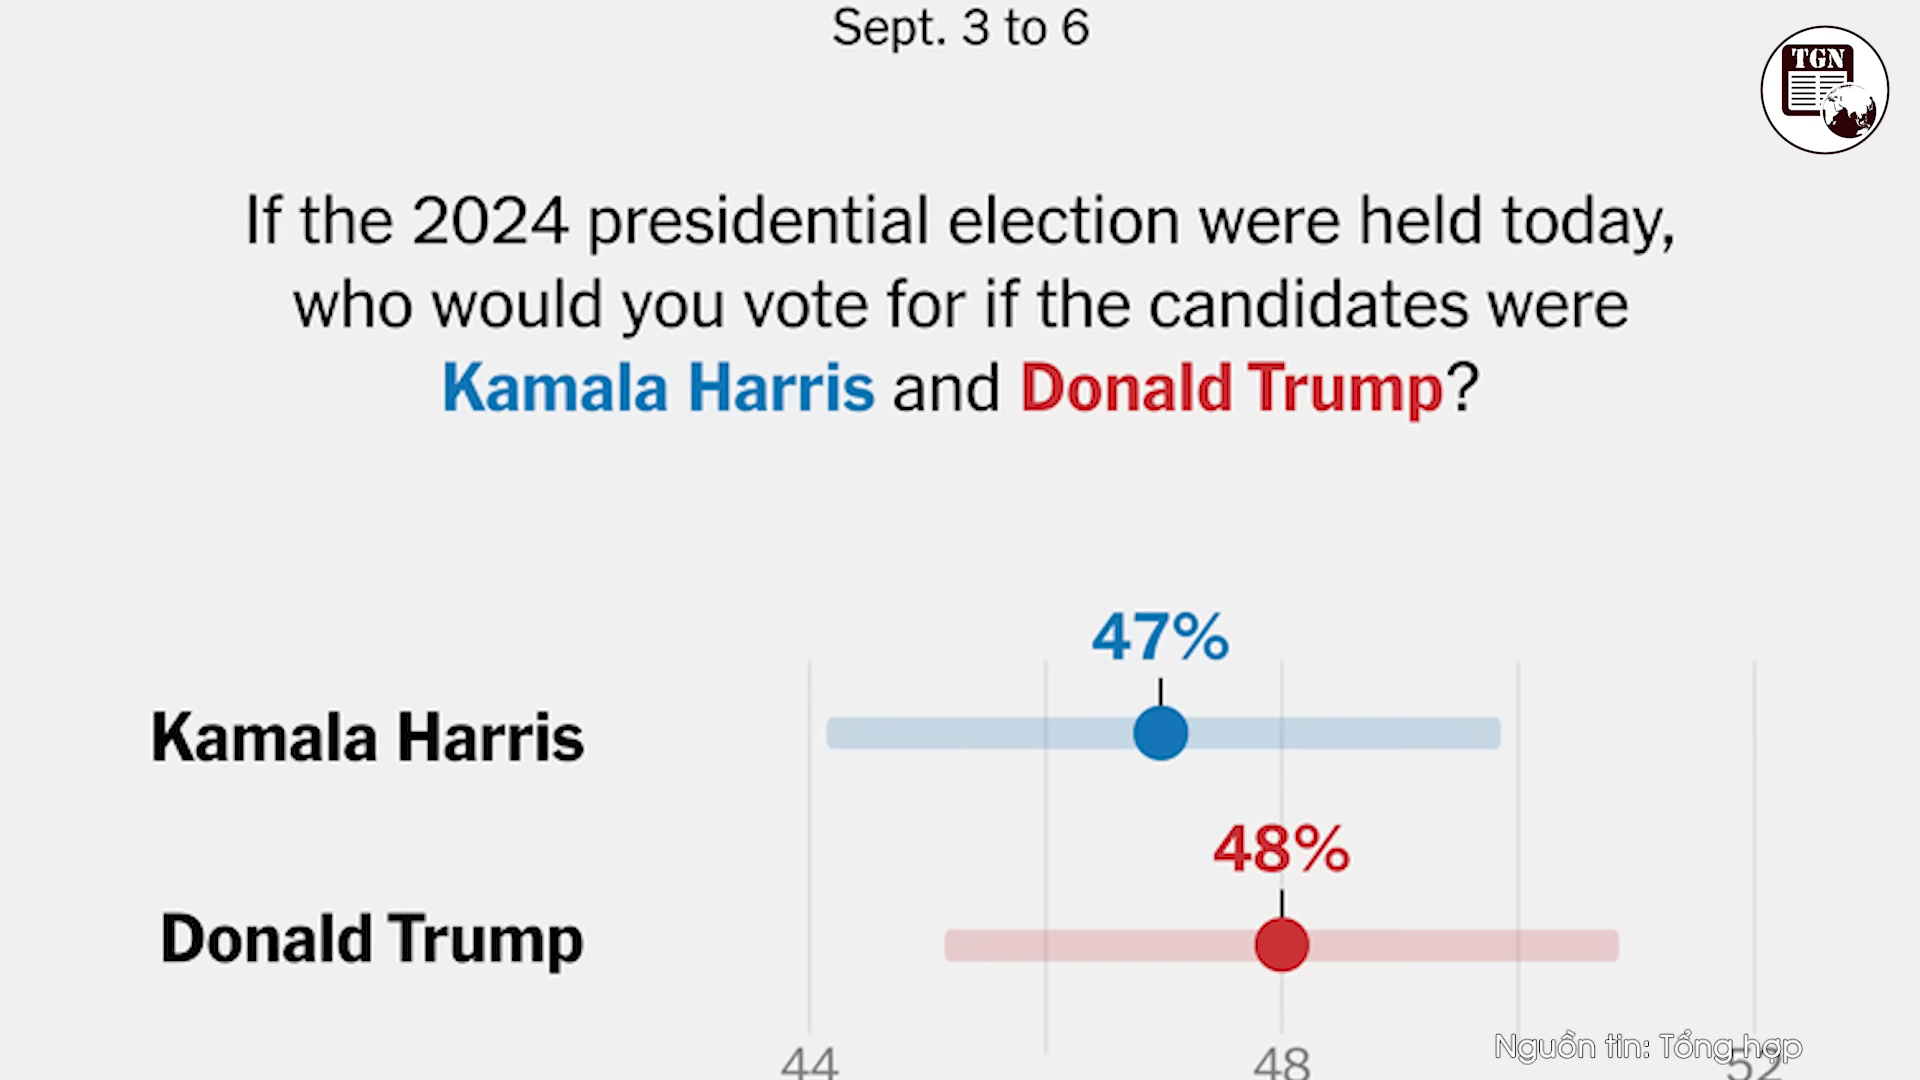 Sept. 3 to 6
TGN
If the 2024 presidential election were held today,
who would you vote for if the candidates were
Kamala Harris and Donald Trump?
47%
Kamala Harris
48%
Donald Trump
44
48
52
Nguồn tin: Tổng hợp